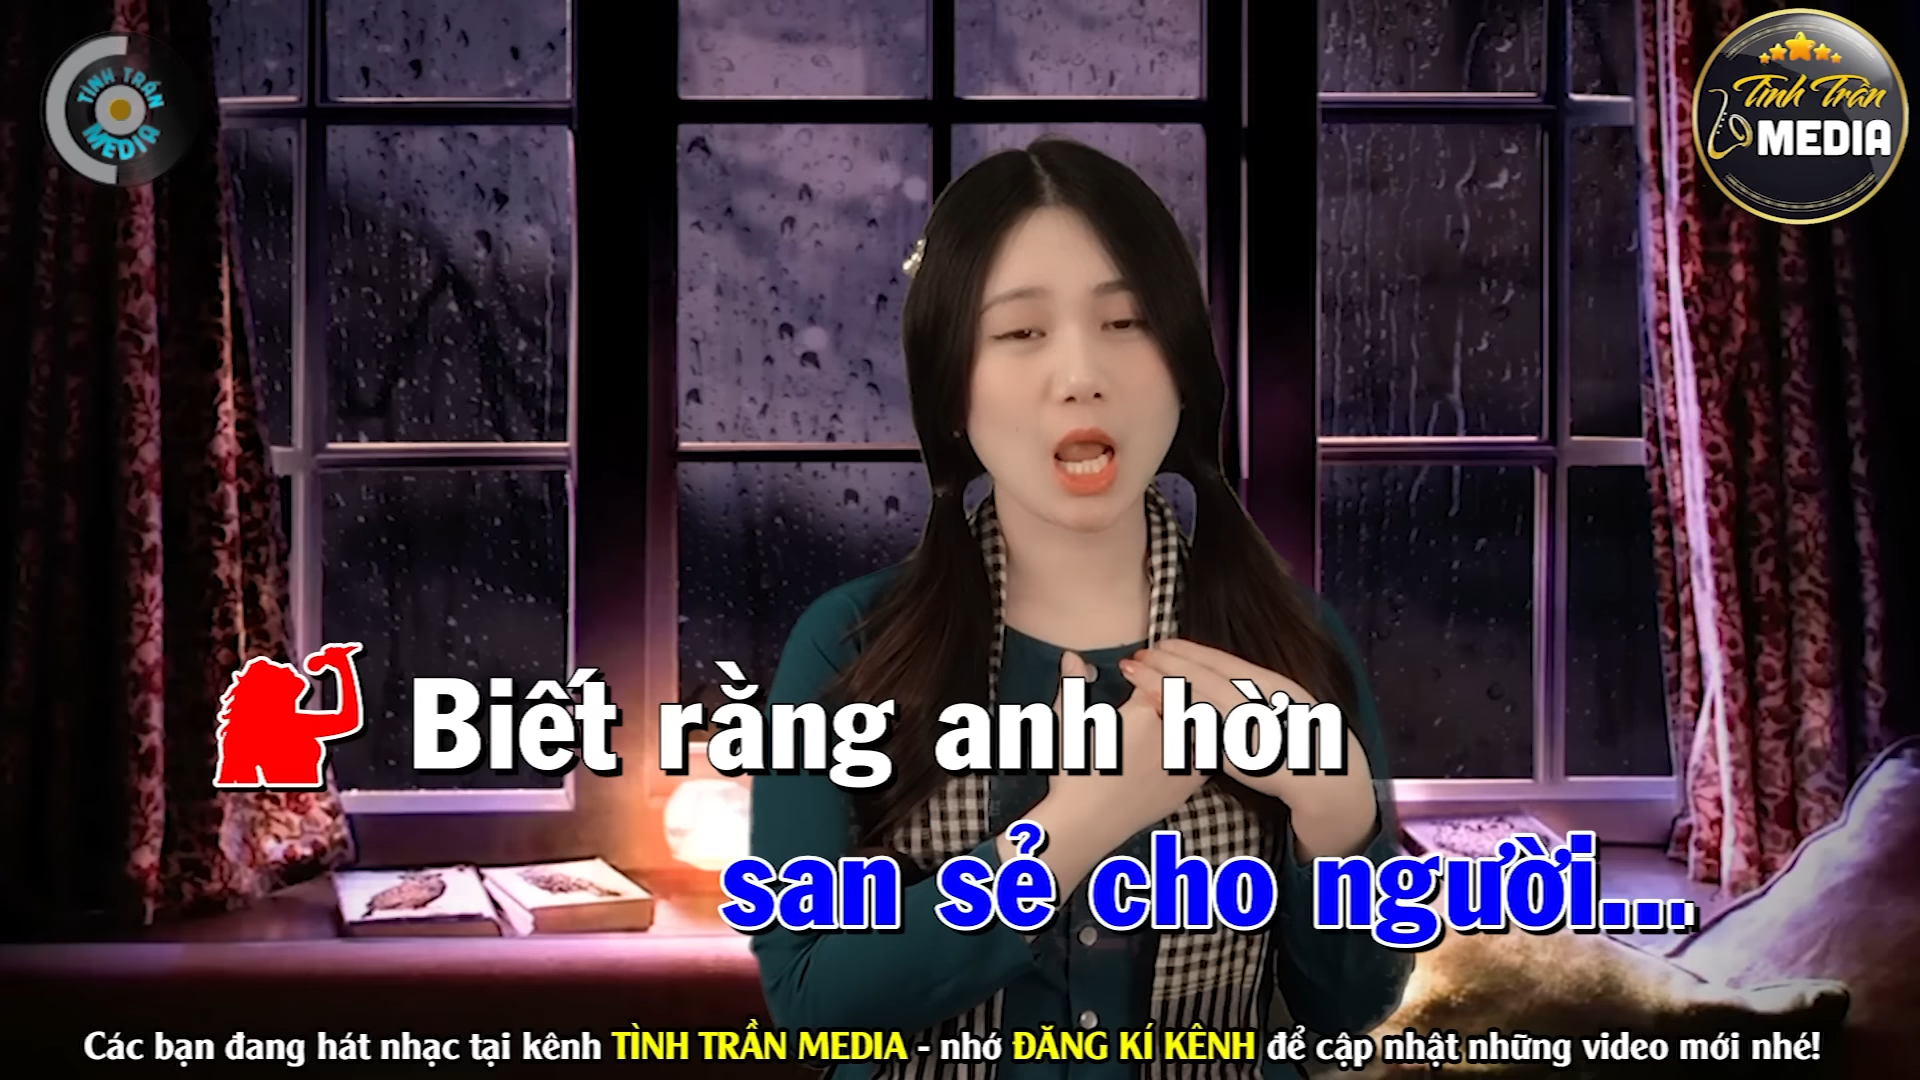 TÌNH TRẦN
MEDIA
Tình Trần
MEDIA
Biết rằng anh hờn
san sẻ cho người...
Các bạn đang hát nhạc tại kênh TÌNH TRẦN MEDIA - nhớ ĐĂNG KÍ KÊNH để cập nhật những video mới nhé!